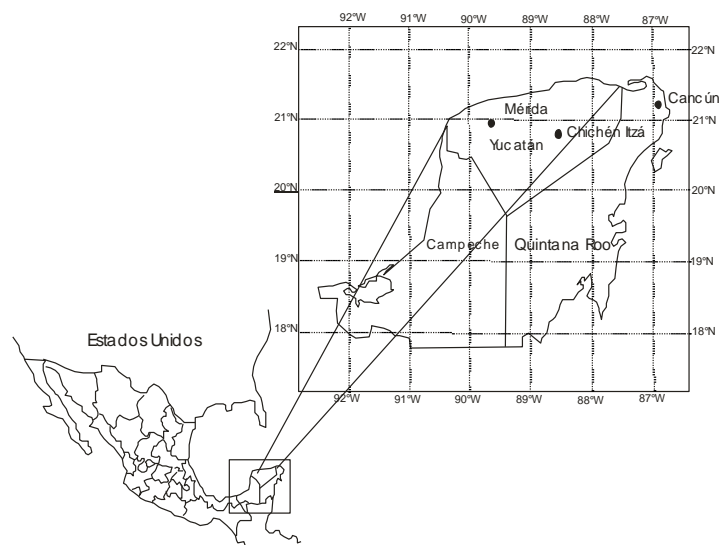 92°W 91°W 90°W 89°W 88°W 87°W
22°N 22°N
Cancún
Mérida
21°N 21°N
Chichén Itzá
Yucatán
20°N 20°N
Campeche Quintana Roo
19°N 19°N
18°N 18°N
Estados Unidos
92°W 91°W 90°W 89°W 88°W 87°W